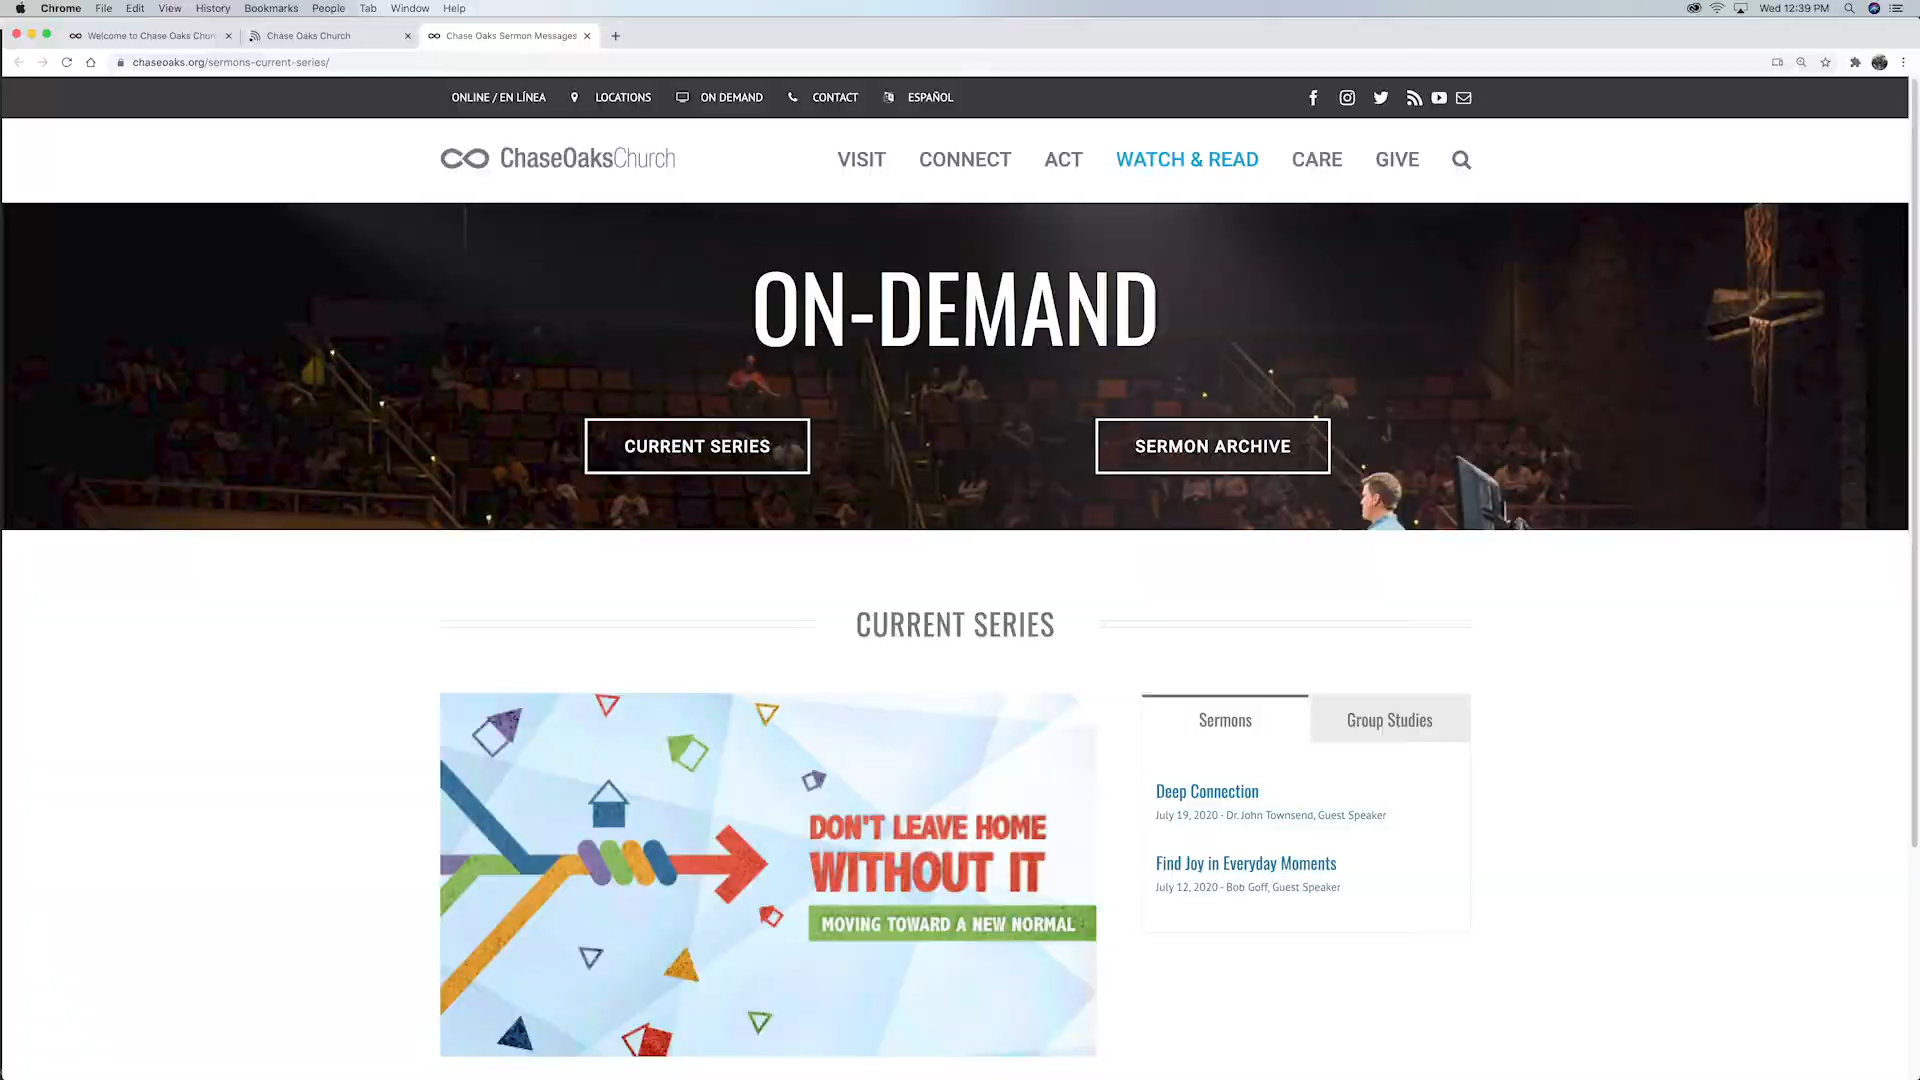 Chrome File Edit View History Bookmarks People Tab Window Help Wed 12:39 PM
Welcome to Chase Oaks Churc Chase Oaks Church Chase Oaks Sermon Messages
chaseoaks.org/sermons-current-series/
ONLINE / EN LÍNEA LOCATIONS ON DEMAND CONTACT ESPAÑOL
ChaseOaksChurch VISIT CONNECT ACT WATCH & READ CARE GIVE
ON-DEMAND
CURRENT SERIES SERMON ARCHIVE
CURRENT SERIES
DON'T LEAVE HOME
WITHOUT IT
MOVING TOWARD A NEW NORMAL
Sermons Group Studies
Deep Connection
July 19, 2020 - Dr. John Townsend, Guest Speaker
Find Joy in Everyday Moments
July 12, 2020 - Bob Goff, Guest Speaker